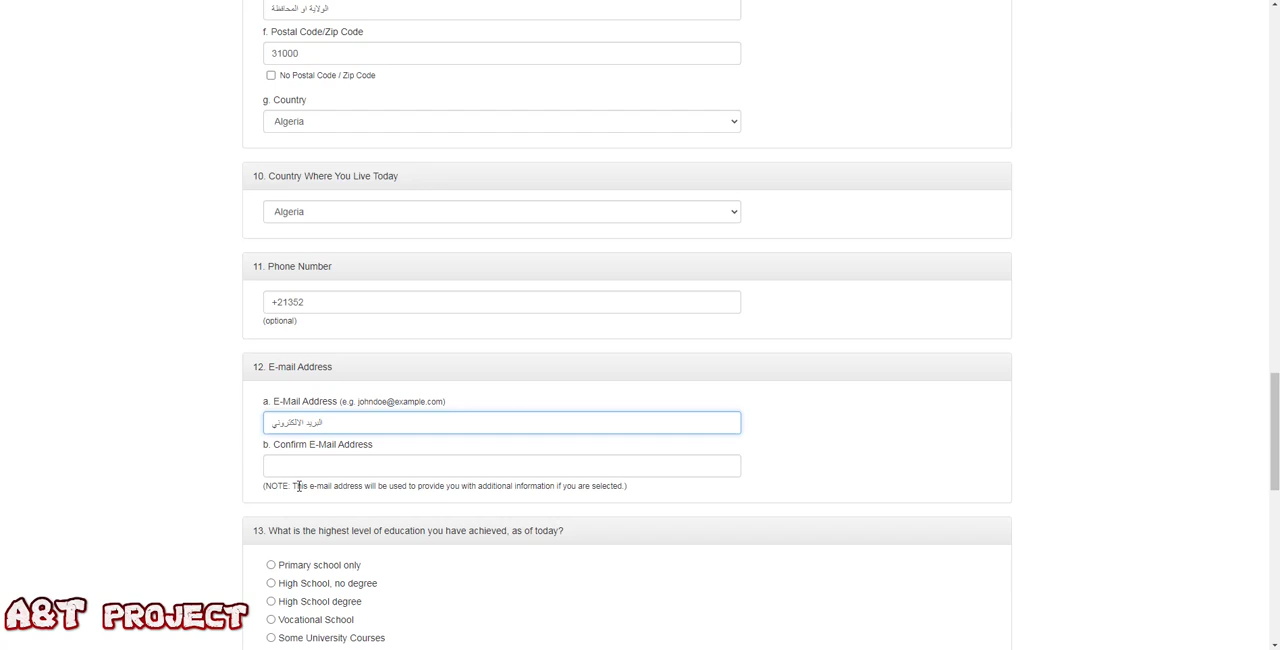 الولاية او المحافظة
f. Postal Code/Zip Code
31000
No Postal Code / Zip Code
g. Country
Algeria
10. Country Where You Live Today
Algeria
11. Phone Number
+21352
(optional)
12. E-mail Address
a. E-Mail Address (e.g. johndoe@example.com)
البريد الالكتروني
b. Confirm E-Mail Address
(NOTE: This e-mail address will be used to provide you with additional information if you are selected.)
13. What is the highest level of education you have achieved, as of today?
Primary school only
High School, no degree
High School degree
Vocational School
Some University Courses
A&T PROJECT